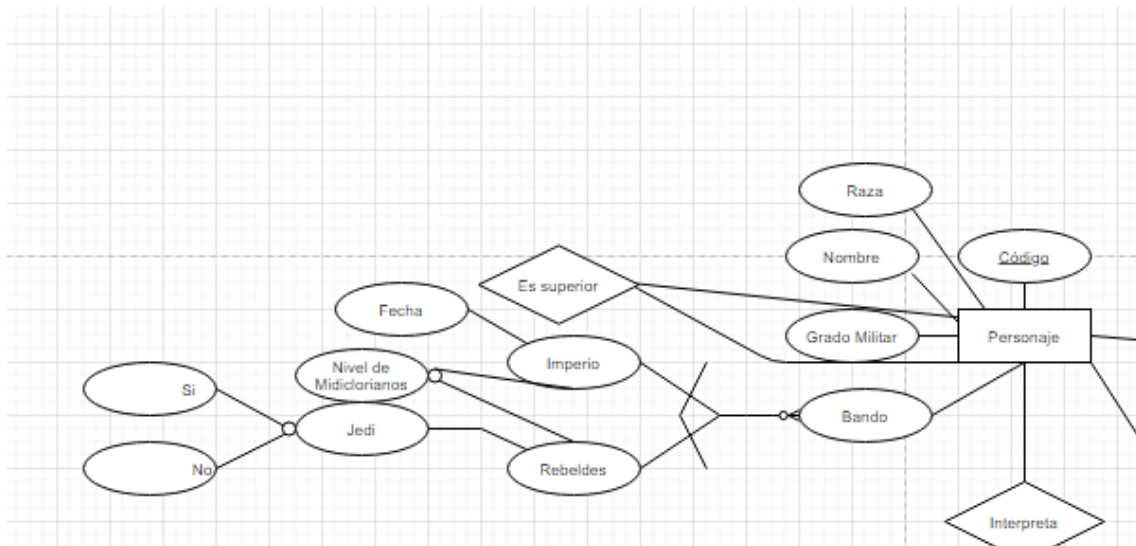 Raza
Nombre
Código
Es superior
Fecha
Grado Militar
Personaje
Imperio
Nivel de
Midiclorianos
Si
Bando
Jedi
No
Rebeldes
Interpreta